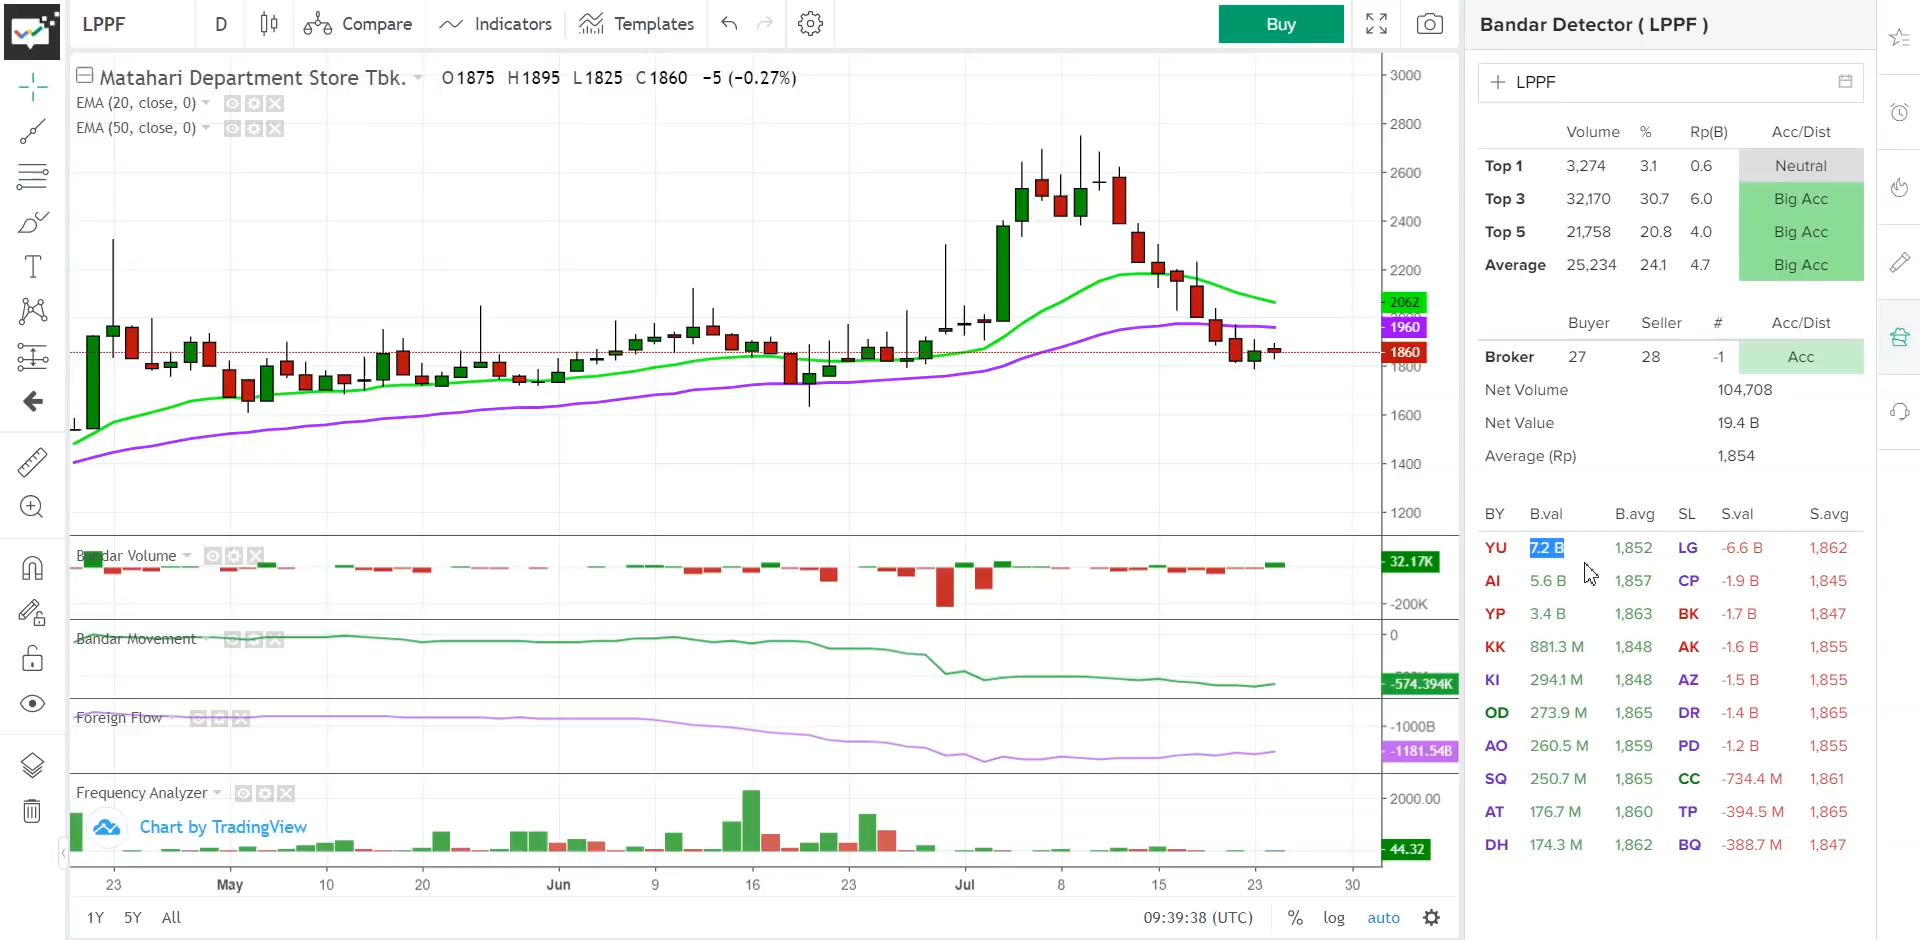 LPPF D Compare Indicators Templates Buy
Matahari Department Store Tbk. O1875 H1895 L1825 C1860 −5 (−0.27%)
EMA (20, close, 0)
EMA (50, close, 0)
3000
2800
2600
2400
2200
2062
1960
1860
1800
1600
1400
1200
Bandar Volume
32.17K
-200K
Bandar Movement
0
-574.394K
Foreign Flow
-1000B
-1181.54B
Frequency Analyzer
2000.00
44.32
Chart by TradingView
23 May 10 20 Jun 9 16 23 Jul 8 15 23 30
1Y 5Y All 09:39:38 (UTC) % log auto
Bandar Detector ( LPPF )
LPPF
Volume % Rp(B) Acc/Dist
Top 1 3,274 3.1 0.6 Neutral
Top 3 32,170 30.7 6.0 Big Acc
Top 5 21,758 20.8 4.0 Big Acc
Average 25,234 24.1 4.7 Big Acc
Buyer Seller # Acc/Dist
Broker 27 28 -1 Acc
Net Volume 104,708
Net Value 19.4 B
Average (Rp) 1,854
BY B.val B.avg SL S.val S.avg
YU 7.2 B 1,852 LG -6.6 B 1,862
AI 5.6 B 1,857 CP -1.9 B 1,845
YP 3.4 B 1,863 BK -1.7 B 1,847
KK 881.3 M 1,848 AK -1.6 B 1,855
KI 294.1 M 1,848 AZ -1.5 B 1,855
OD 273.9 M 1,865 DR -1.4 B 1,865
AO 260.5 M 1,859 PD -1.2 B 1,855
SQ 250.7 M 1,865 CC -734.4 M 1,861
AT 176.7 M 1,860 TP -394.5 M 1,865
DH 174.3 M 1,862 BQ -388.7 M 1,847